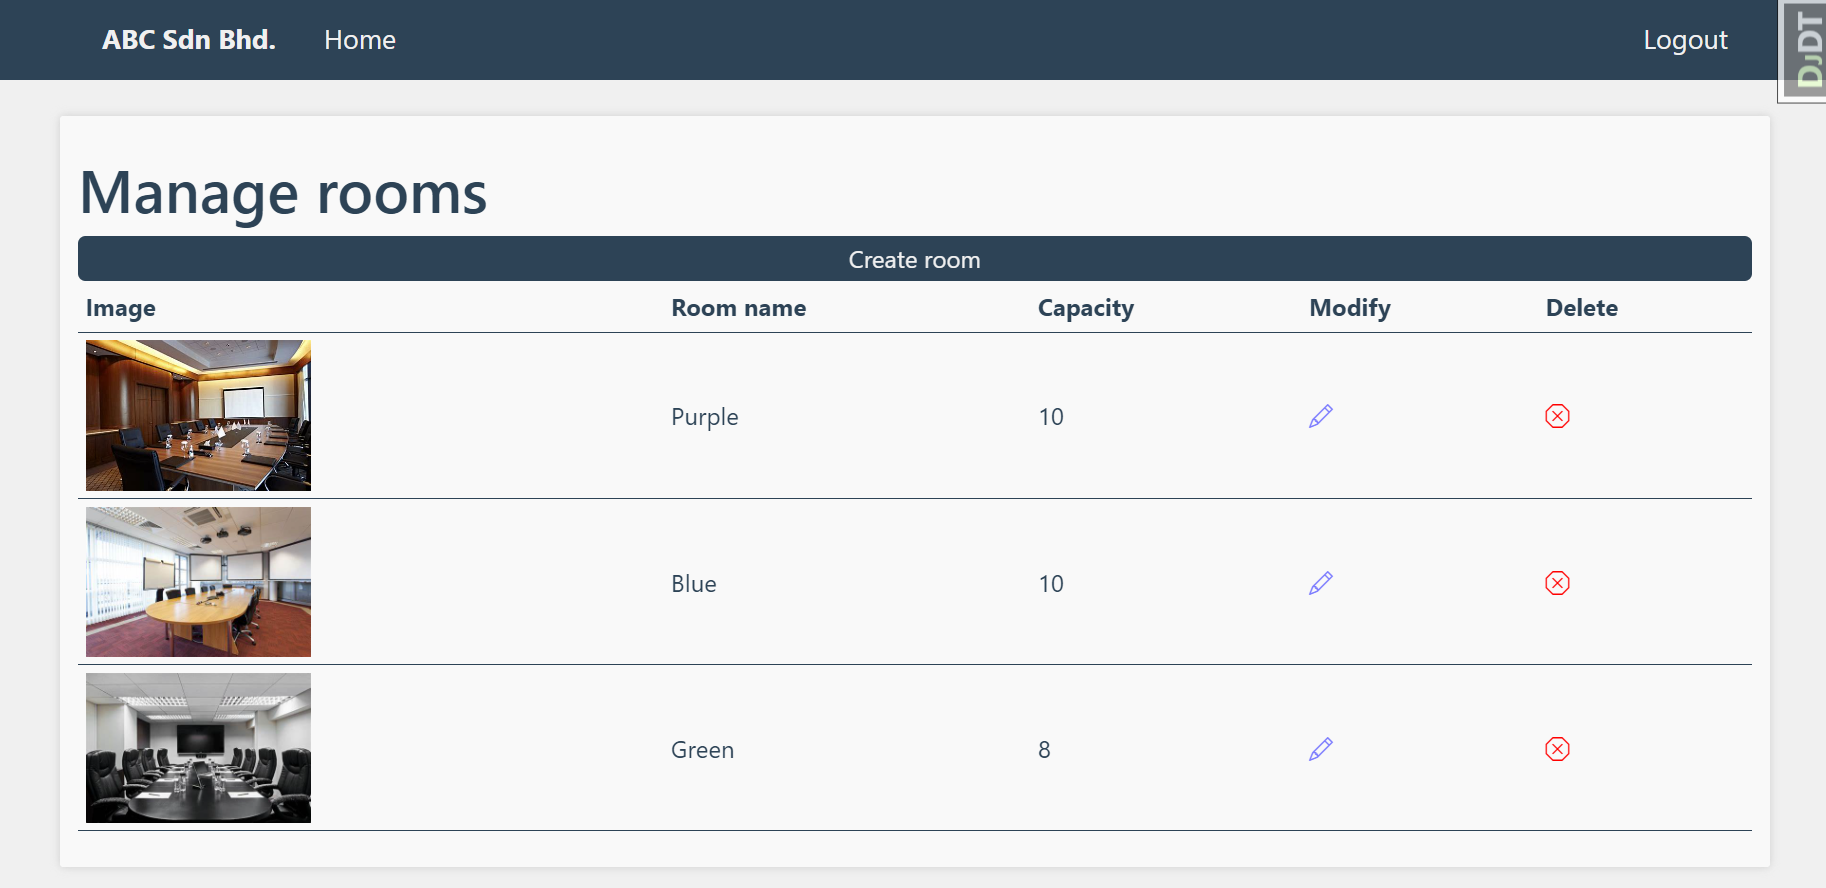 ABC Sdn Bhd. Home Logout
DJDT
Manage rooms
Create room
Image Room name Capacity Modify Delete
Purple 10
Blue 10
Green 8